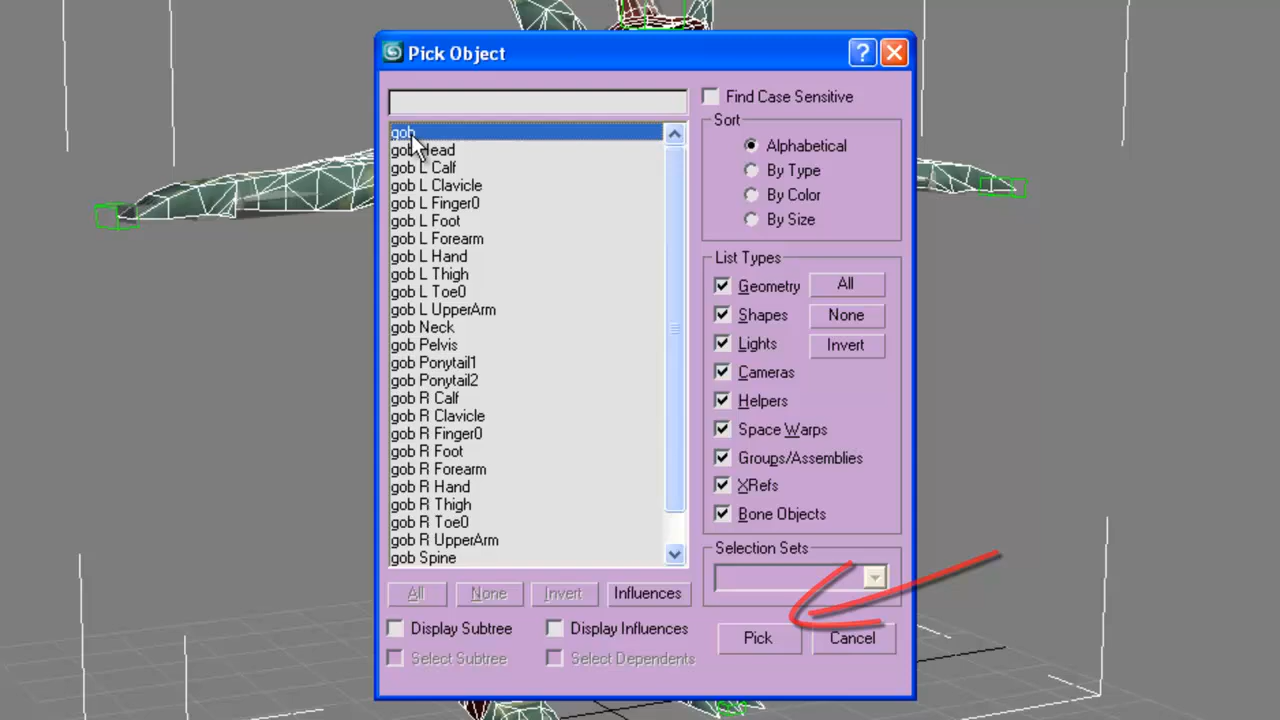 Pick Object
Find Case Sensitive
gob
gob Head
gob L Calf
gob L Clavicle
gob L Finger0
gob L Foot
gob L Forearm
gob L Hand
gob L Thigh
gob L Toe0
gob L UpperArm
gob Neck
gob Pelvis
gob Ponytail1
gob Ponytail2
gob R Calf
gob R Clavicle
gob R Finger0
gob R Foot
gob R Forearm
gob R Hand
gob R Thigh
gob R Toe0
gob R UpperArm
gob Spine
Sort
Alphabetical
By Type
By Color
By Size
List Types
Geometry All
Shapes None
Lights Invert
Cameras
Helpers
Space Warps
Groups/Assemblies
XRefs
Bone Objects
Selection Sets
All None Invert Influences
Display Subtree Display Influences
Select Subtree Select Dependents
Pick Cancel